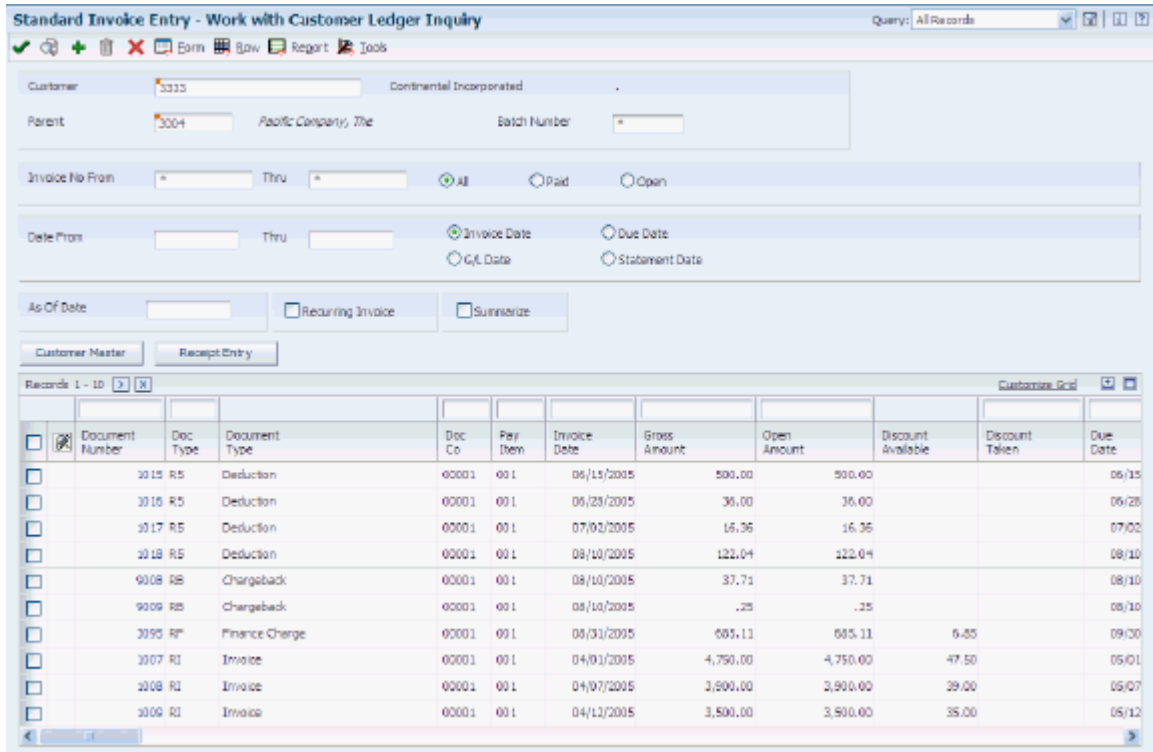 Standard Invoice Entry - Work with Customer Ledger Inquiry Query: All Records
Form Row Report Tools
Customer 3333 Continental Incorporated .
Parent 3004 Pacific Company, The Batch Number *
Invoice No From * Thru * All Paid Open
Date From Thru Invoice Date Due Date
G/L Date Statement Date
As Of Date Recurring Invoice Summarize
Customer Master Receipt Entry
Records 1 - 10 Customize Grid
Document Number Doc Type Document Type Doc Co Pay Item Invoice Date Gross Amount Open Amount Discount Available Discount Taken Due Date
1015 R5 Deduction 00001 001 06/15/2005 500.00 500.00 06/15
1016 R5 Deduction 00001 001 06/28/2005 36.00 36.00 06/28
1017 R5 Deduction 00001 001 07/02/2005 16.36 16.36 07/02
1018 R5 Deduction 00001 001 08/10/2005 122.04 122.04 08/10
9008 RB Chargeback 00001 001 08/10/2005 37.71 37.71 08/10
9009 RB Chargeback 00001 001 08/10/2005 .25 .25 08/10
RF Finance Charge 00001 001 08/31/2005 685.11 685.11 6.85 09/30
1007 RI Invoice 00001 001 04/01/2005 4,750.00 4,750.00 47.50 05/01
1008 RI Invoice 00001 001 04/07/2005 3,900.00 3,900.00 39.00 05/07
1009 RI Invoice 00001 001 04/12/2005 3,500.00 3,500.00 35.00 05/12